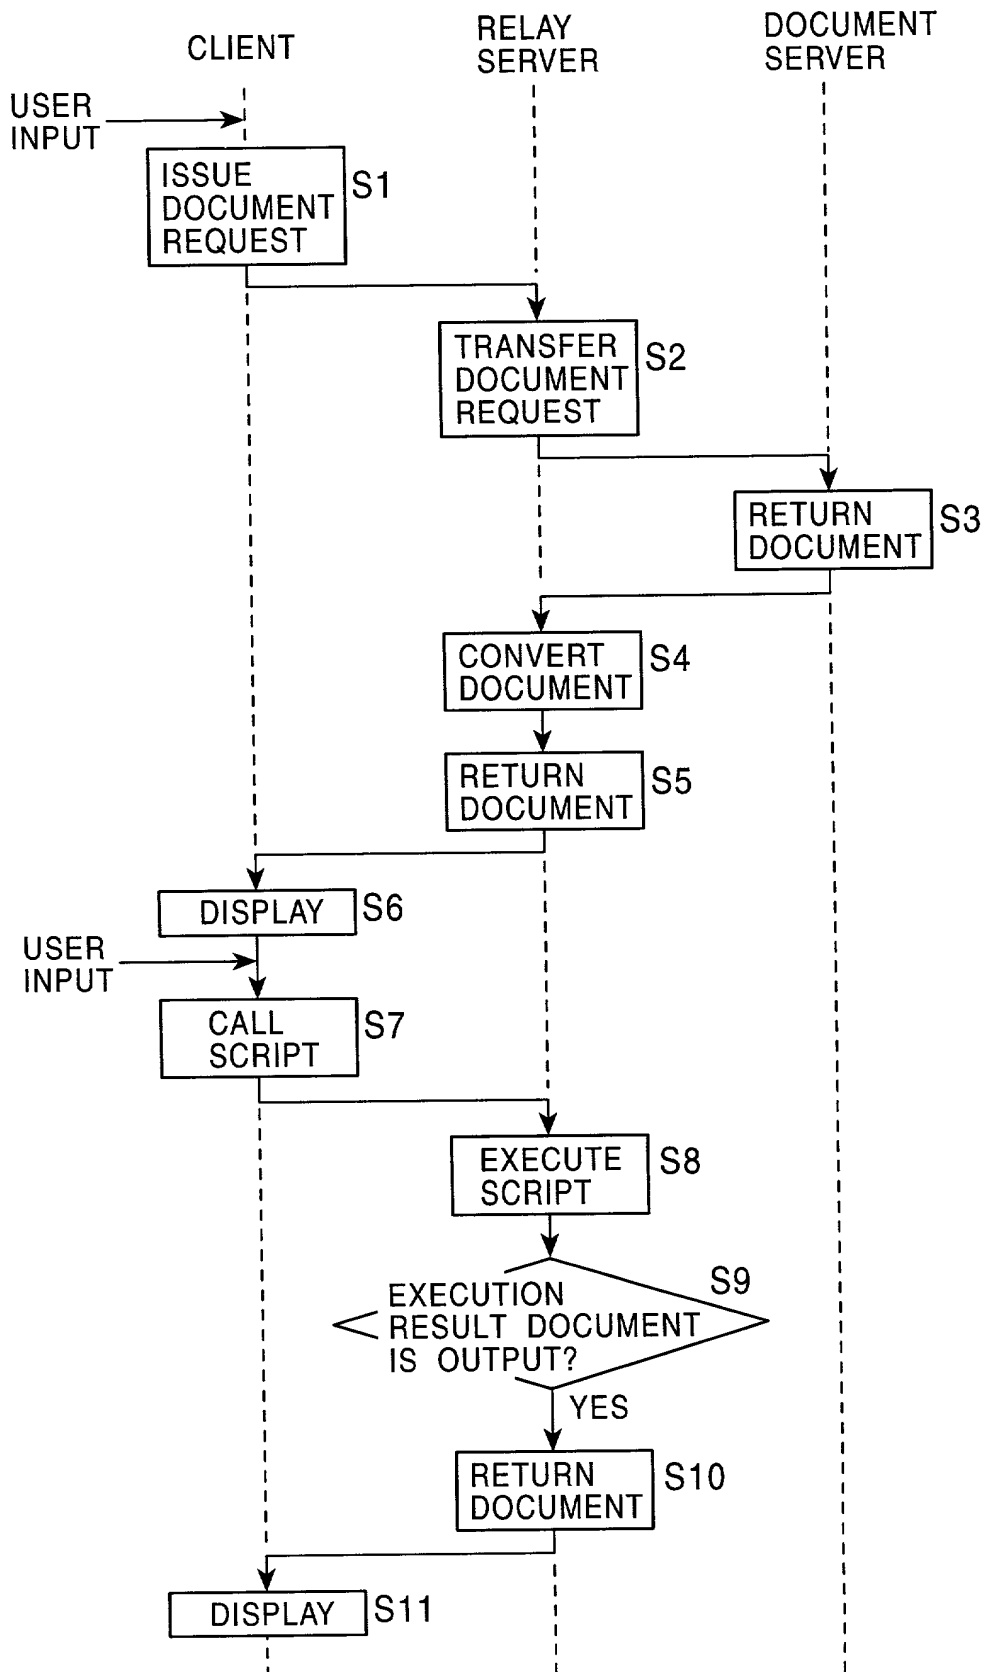 CLIENT
RELAY
SERVER
DOCUMENT
SERVER
USER
INPUT
ISSUE
DOCUMENT
REQUEST
S1
TRANSFER
DOCUMENT
REQUEST
S2
RETURN
DOCUMENT
S3
CONVERT
DOCUMENT
S4
RETURN
DOCUMENT
S5
DISPLAY
S6
USER
INPUT
CALL
SCRIPT
S7
EXECUTE
SCRIPT
S8
EXECUTION
RESULT DOCUMENT
IS OUTPUT?
S9
YES
RETURN
DOCUMENT
S10
DISPLAY
S11